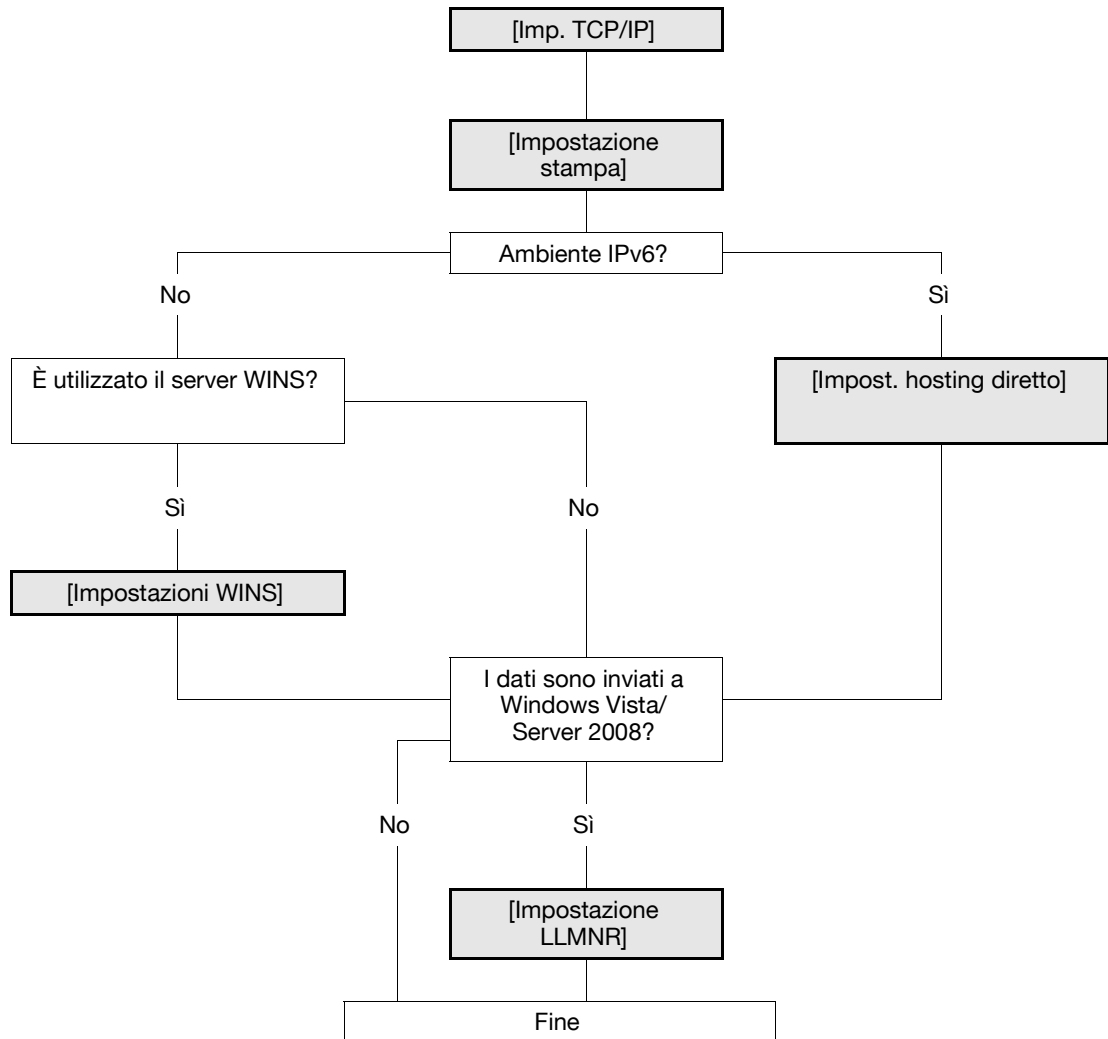 [Imp. TCP/IP]
[Impostazione
stampa]
Ambiente IPv6?
No
Sì
È utilizzato il server WINS?
[Impost. hosting diretto]
Sì
No
[Impostazioni WINS]
I dati sono inviati a
Windows Vista/
Server 2008?
No
Sì
[Impostazione
LLMNR]
Fine